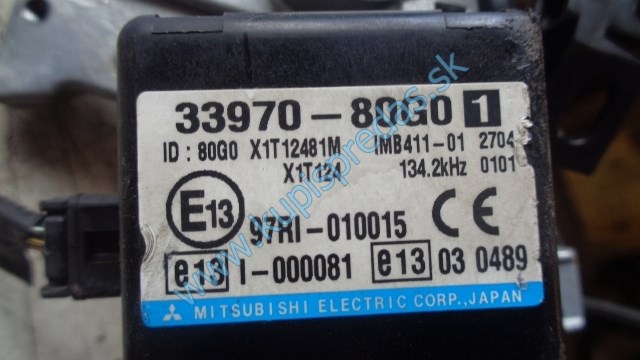 33970-80G0 1
ID : 80G0 X1T12481M IMB411-01 2704
X1T124 134.2kHz 0101
E13 97RI-010015 CE
e13 I-000081 e13 03 0489
MITSUBISHI ELECTRIC CORP., JAPAN
www.kupispredas.sk